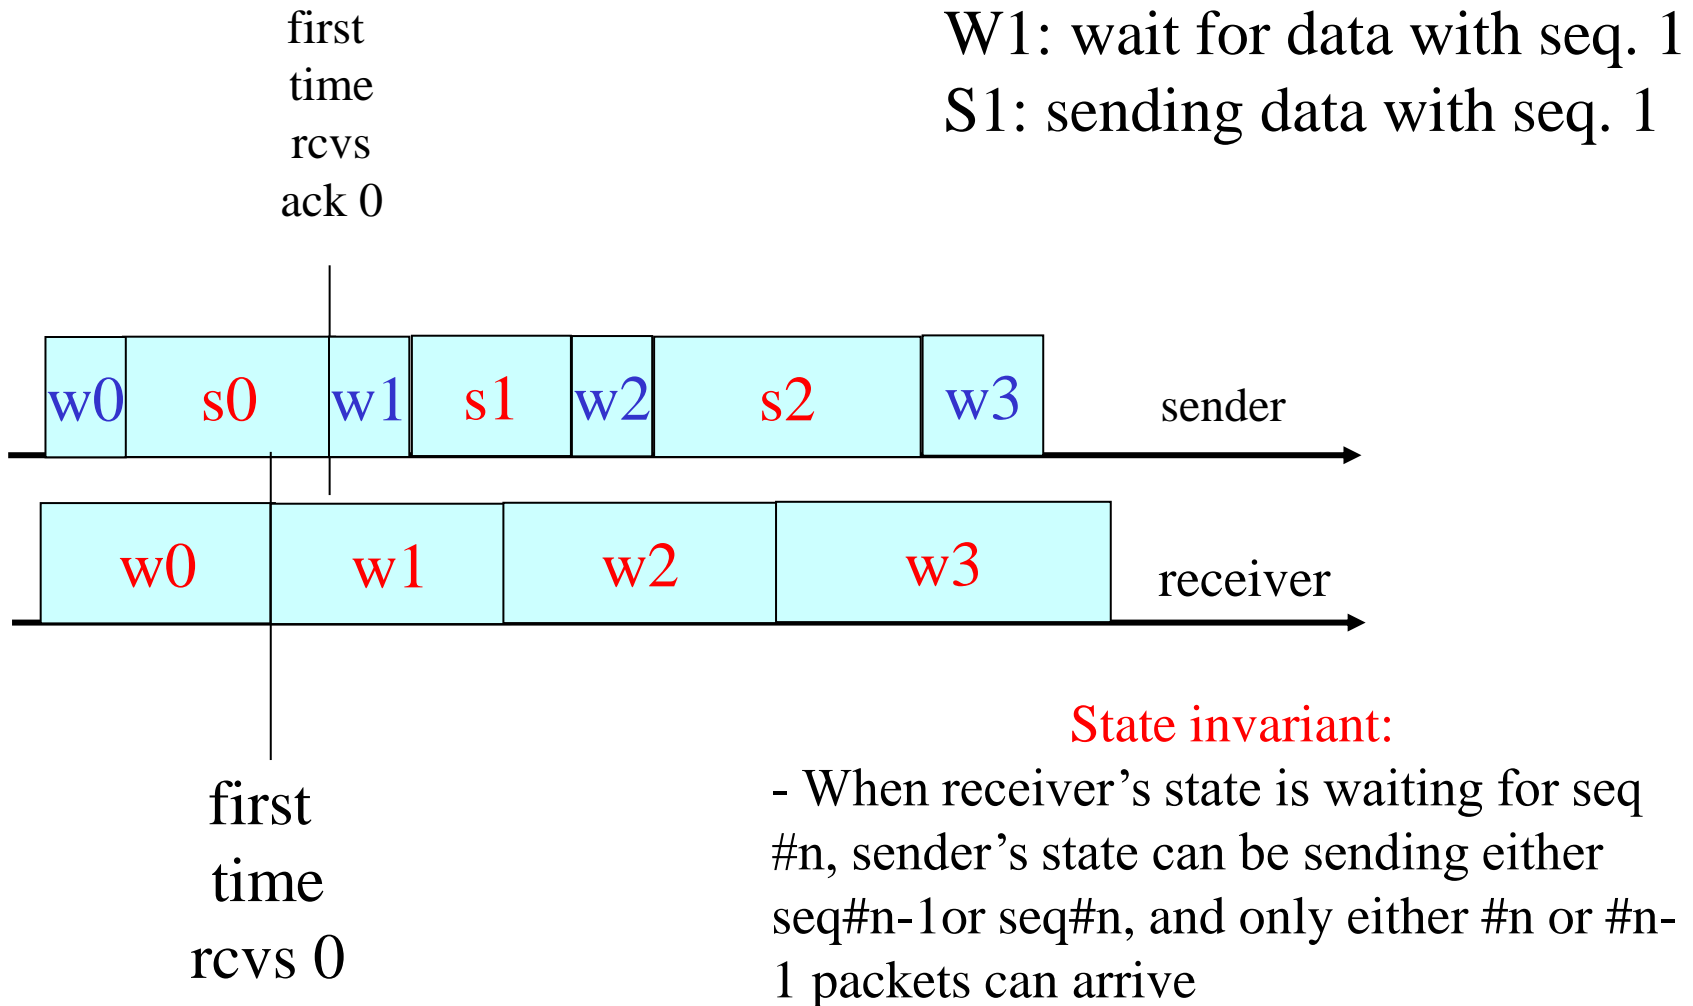 first
time
rcvs
ack 0
W1: wait for data with seq. 1
S1: sending data with seq. 1
w0 s0 w1 s1 w2 s2 w3 sender
w0 w1 w2 w3 receiver
first
time
rcvs 0
State invariant:
- When receiver’s state is waiting for seq
#n, sender’s state can be sending either
seq#n-1or seq#n, and only either #n or #n-
1 packets can arrive